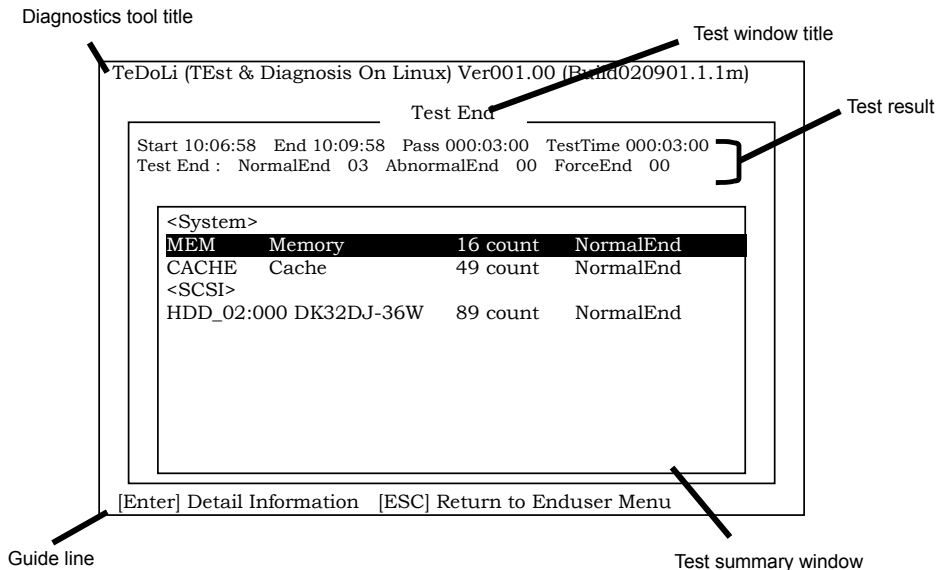 Diagnostics tool title
Test window title
TeDoLi (TEst & Diagnosis On Linux) Ver001.00 (Build020901.1.1m)
Test End
Test result
Start 10:06:58 End 10:09:58 Pass 000:03:00 TestTime 000:03:00
Test End : NormalEnd 03 AbnormalEnd 00 ForceEnd 00
<System>
MEM Memory 16 count NormalEnd
CACHE Cache 49 count NormalEnd
<SCSI>
HDD_02:000 DK32DJ-36W 89 count NormalEnd
[Enter] Detail Information [ESC] Return to Enduser Menu
Guide line
Test summary window